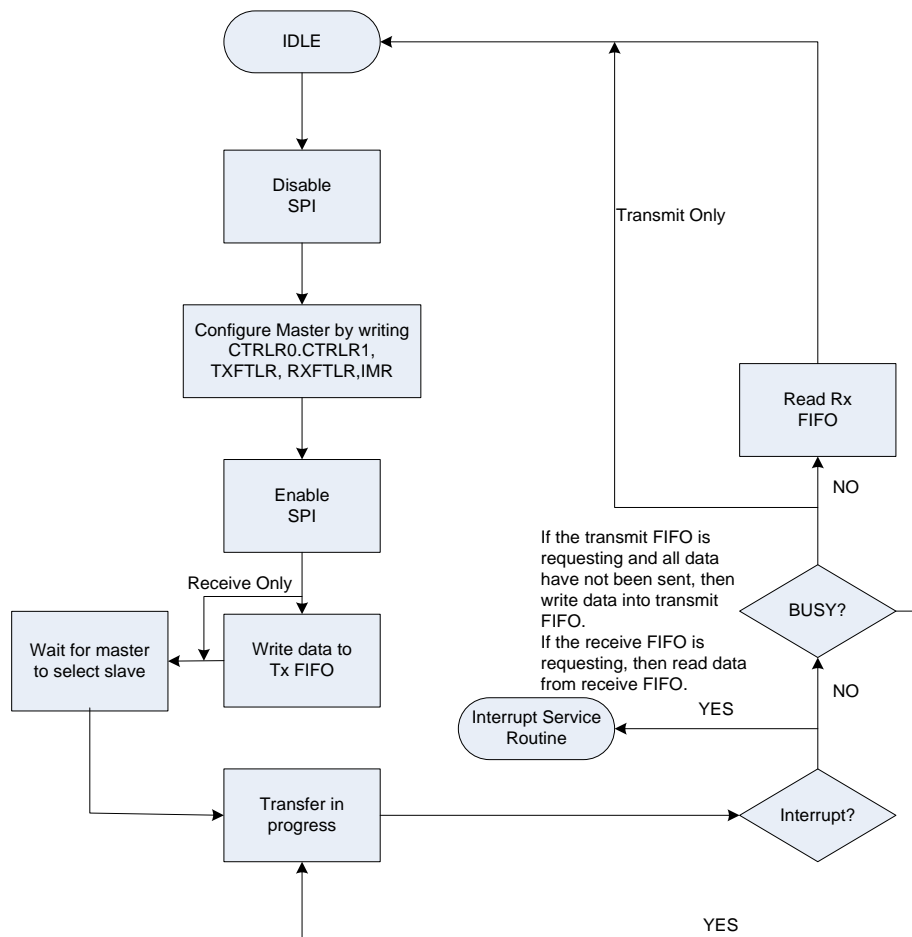 IDLE
Disable
SPI
Transmit Only
Configure Master by writing
CTRLR0.CTRLR1,
TXFTLR, RXFTLR,IMR
Read Rx
FIFO
Enable
SPI
NO
If the transmit FIFO is
requesting and all data
have not been sent, then
write data into transmit
FIFO.
If the receive FIFO is
requesting, then read data
from receive FIFO.
Receive Only
BUSY?
Wait for master
to select slave
Write data to
Tx FIFO
NO
YES
Interrupt Service
Routine
Transfer in
progress
Interrupt?
YES